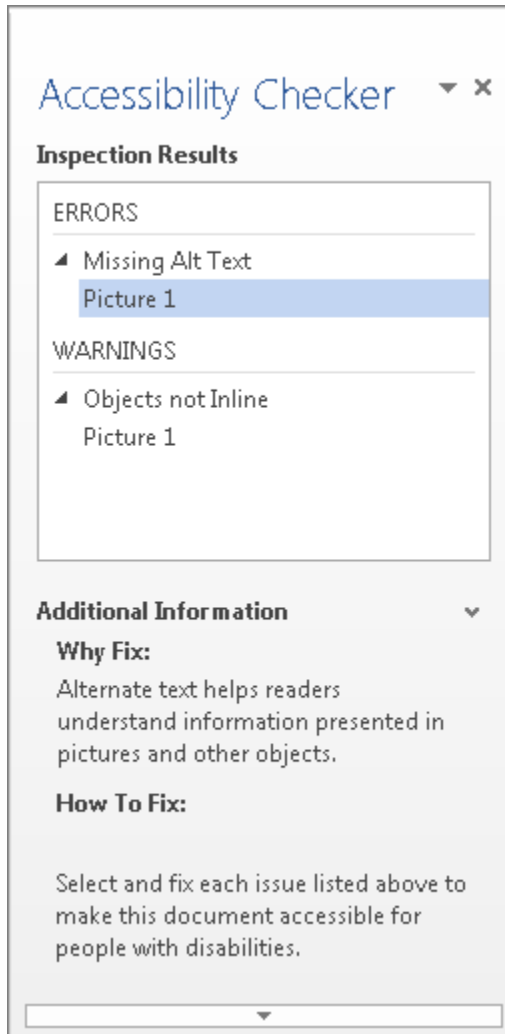 Accessibility Checker
Inspection Results
ERRORS
Missing Alt Text
Picture 1
WARNINGS
Objects not Inline
Picture 1
Additional Information
Why Fix:
Alternate text helps readers
understand information presented in
pictures and other objects.
How To Fix:
Select and fix each issue listed above to
make this document accessible for
people with disabilities.